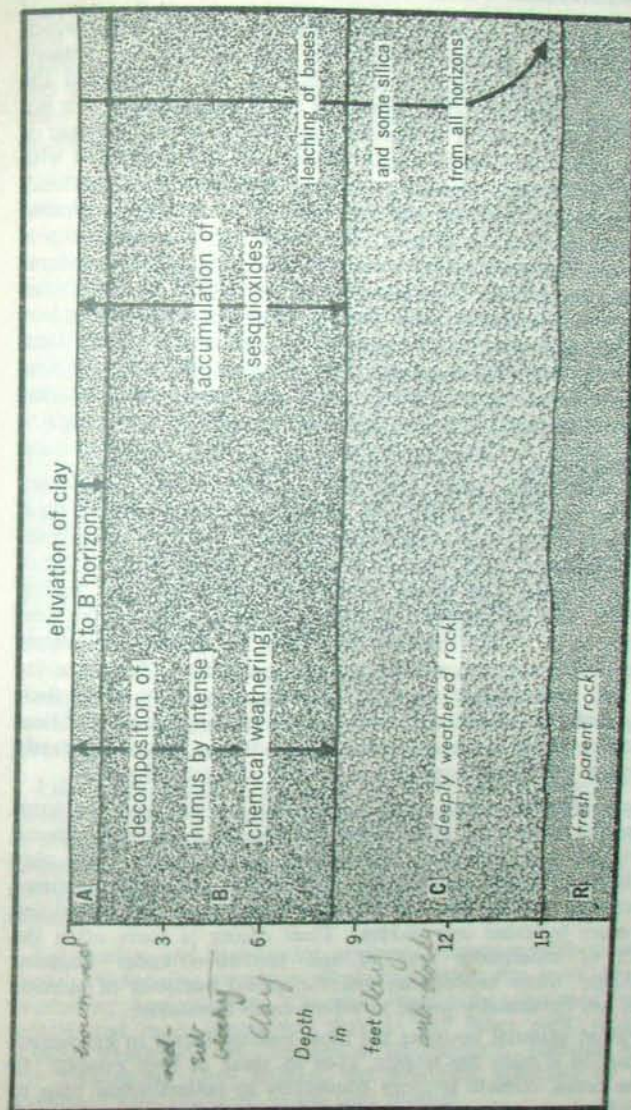 eluviation of clay
to B horizon
A
decomposition of
humus by intense
chemical weathering
B
accumulation of
sesquioxides
leaching of bases
and some silica
from all horizons
C
deeply weathered rock
R
fresh parent rock
0
3
6
9
12
15
Depth
in
feet
brown-red
red-
sub
blocky
Clay
Clay
sub-blocky